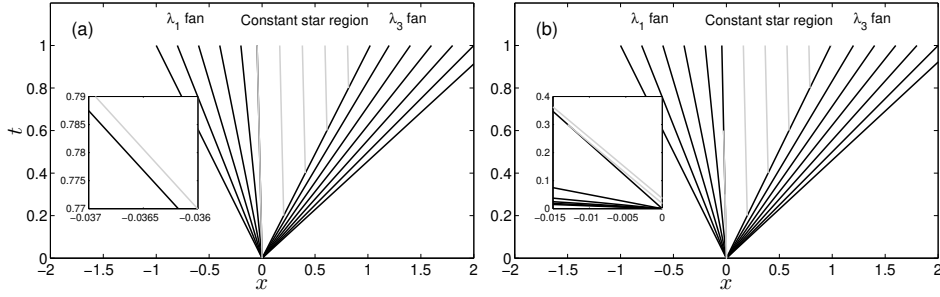 (a) λ1 fan Constant star region λ3 fan
1
0.8
0.6
0.4
0.2
0
t
−2 −1.5 −1 −0.5 0 0.5 1 1.5 2
x
0.79
0.785
0.78
0.775
0.77
−0.037 −0.0365 −0.036
(b) λ1 fan Constant star region λ3 fan
1
0.8
0.6
0.4
0.2
0
−2 −1.5 −1 −0.5 0 0.5 1 1.5 2
x
0.4
0.3
0.2
0.1
0
−0.015 −0.01 −0.005 0